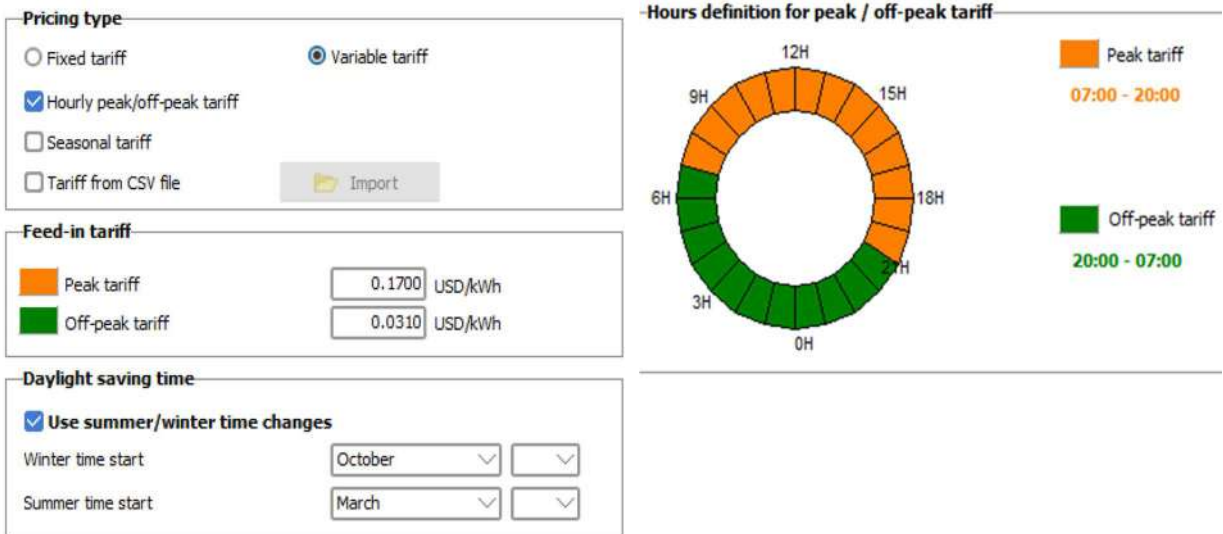 Pricing type
Fixed tariff
Variable tariff
Hourly peak/off-peak tariff
Seasonal tariff
Tariff from CSV file
Import
Feed-in tariff
Peak tariff
0.1700 USD/kWh
Off-peak tariff
0.0310 USD/kWh
Daylight saving time
Use summer/winter time changes
Winter time start
October
Summer time start
March
Hours definition for peak / off-peak tariff
12H
9H
15H
6H
18H
3H
21H
0H
Peak tariff
07:00 - 20:00
Off-peak tariff
20:00 - 07:00